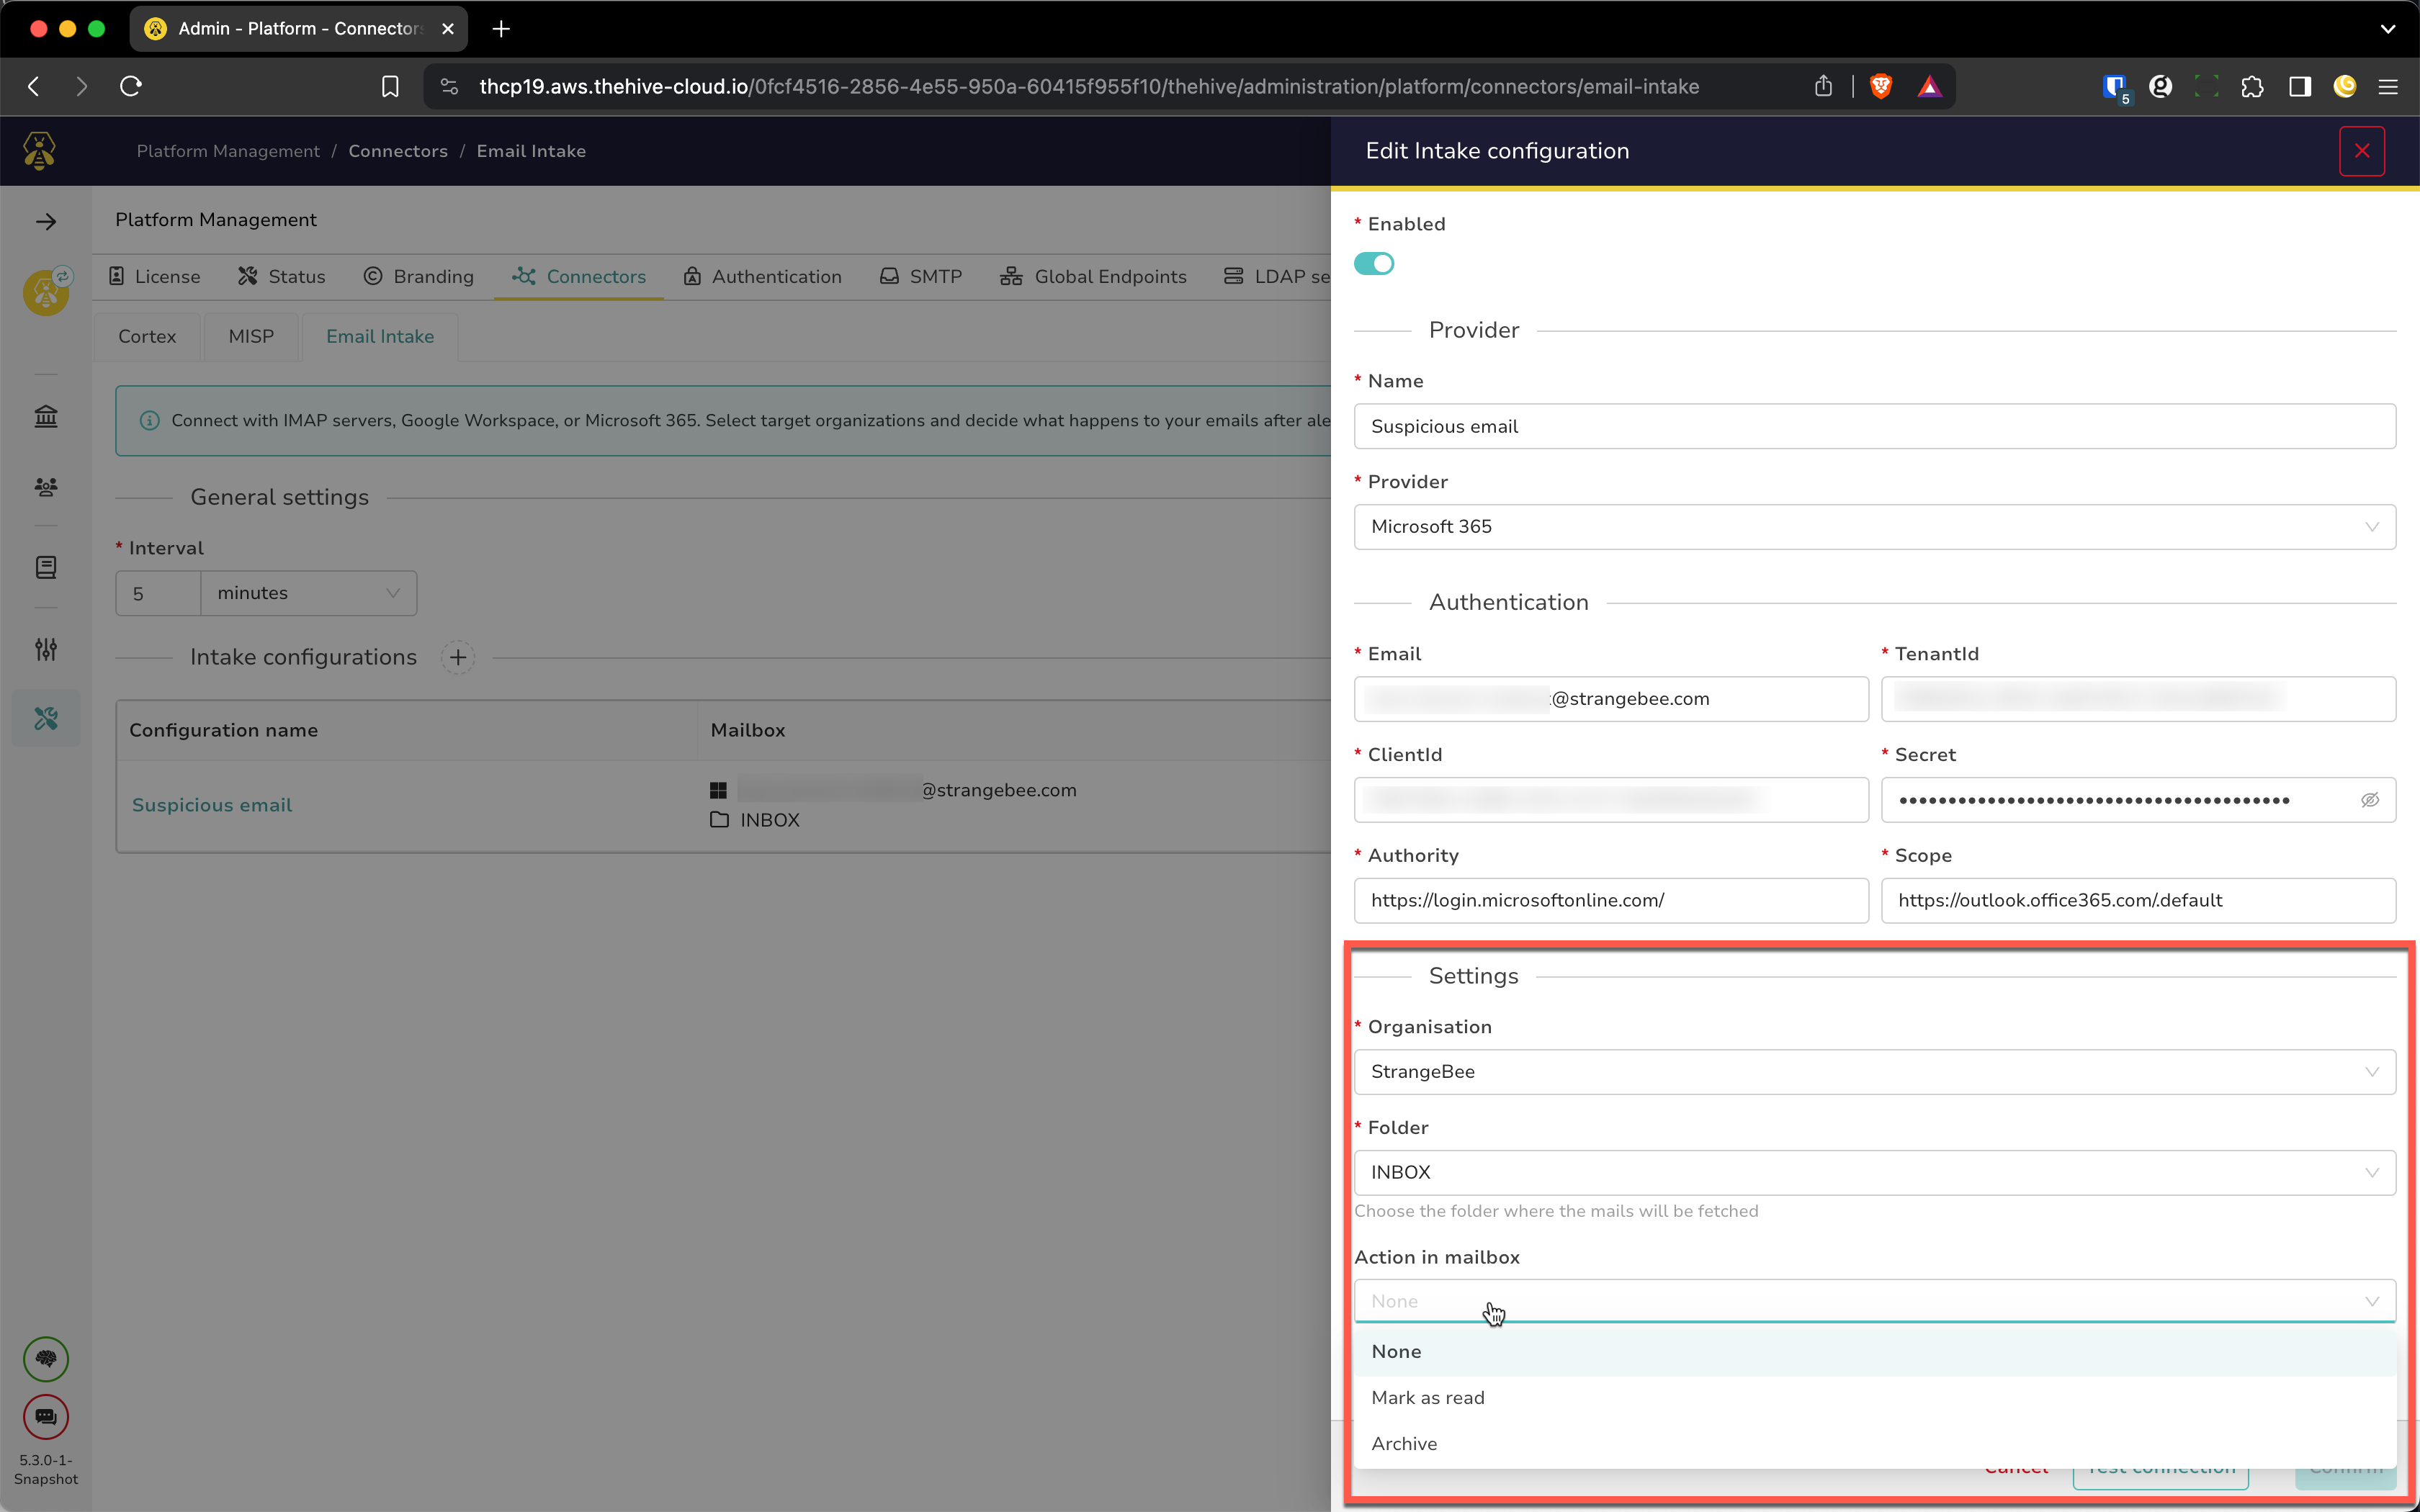 Admin - Platform - Connectors
thcp19.aws.thehive-cloud.io/0fcf4516-2856-4e55-950a-60415f955f10/thehive/administration/platform/connectors/email-intake
5
Platform Management / Connectors / Email Intake
Platform Management
License
Status
Branding
Connectors
Authentication
SMTP
Global Endpoints
LDAP se
Cortex
MISP
Email Intake
Connect with IMAP servers, Google Workspace, or Microsoft 365. Select target organizations and decide what happens to your emails after ale
General settings
* Interval
5
minutes
Intake configurations
Configuration name
Mailbox
Suspicious email
@strangebee.com
INBOX
5.3.0-1-
Snapshot
Edit Intake configuration
* Enabled
Provider
* Name
Suspicious email
* Provider
Microsoft 365
Authentication
* Email
* TenantId
@strangebee.com
* ClientId
* Secret
* Authority
* Scope
https://login.microsoftonline.com/
https://outlook.office365.com/.default
Settings
* Organisation
StrangeBee
* Folder
INBOX
Choose the folder where the mails will be fetched
Action in mailbox
None
None
Mark as read
Archive
Cancel
Test connection
Confirm